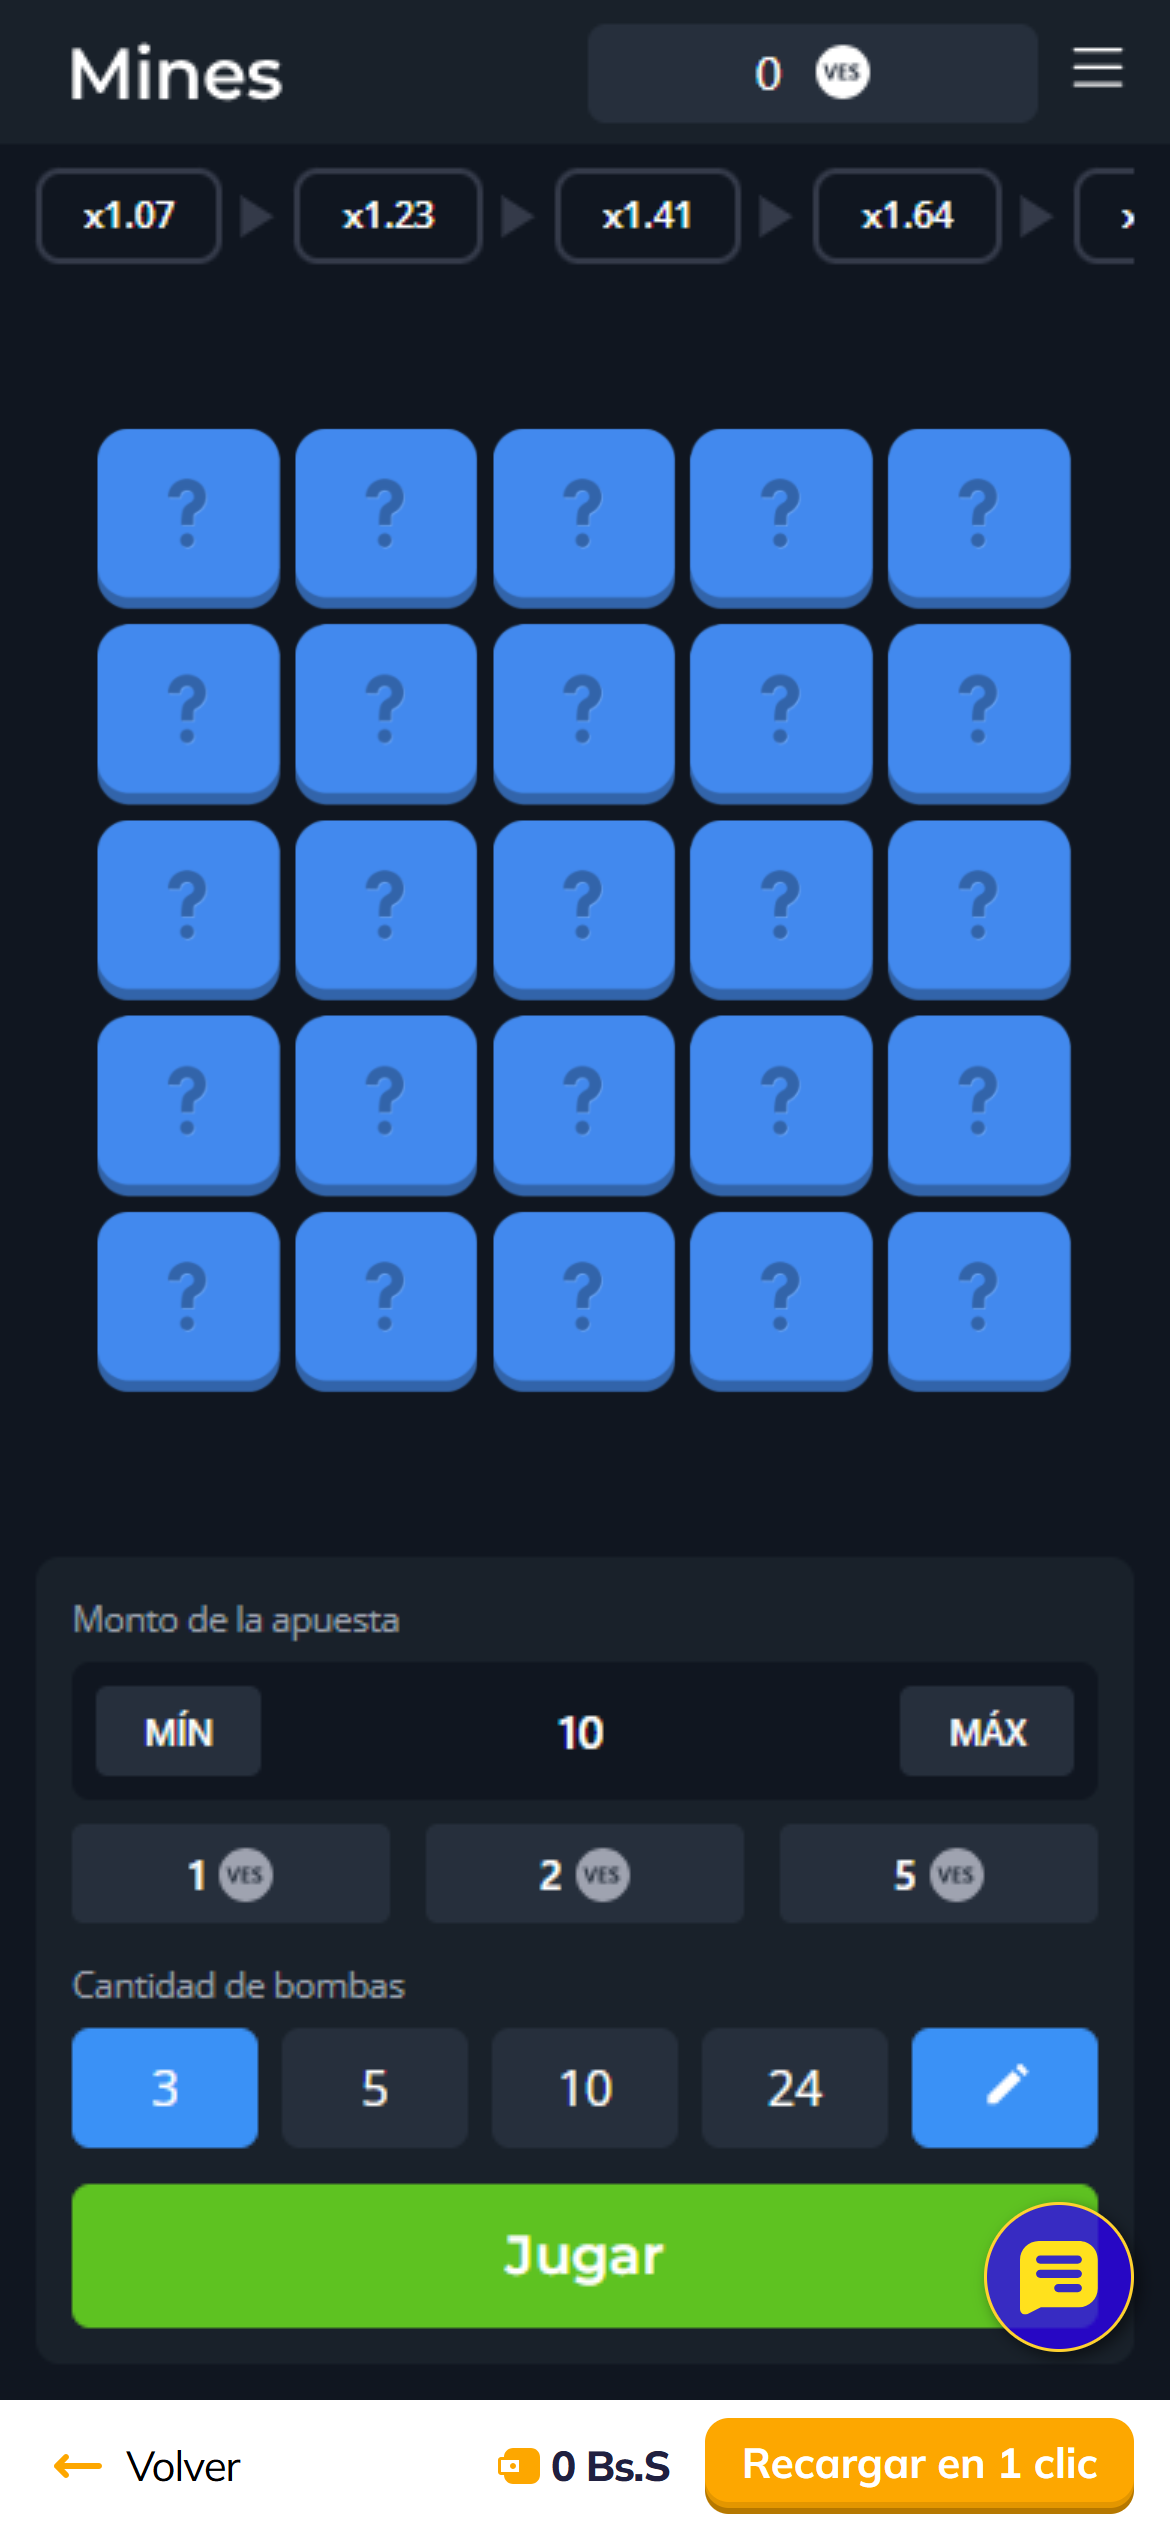 Mines
0 VES
x1.07 x1.23 x1.41 x1.64
? ? ? ? ?
? ? ? ? ?
? ? ? ? ?
? ? ? ? ?
? ? ? ? ?
Monto de la apuesta
MÍN 10 MÁX
1 VES 2 VES 5 VES
Cantidad de bombas
3 5 10 24
Jugar
Volver 0 Bs.S Recargar en 1 clic